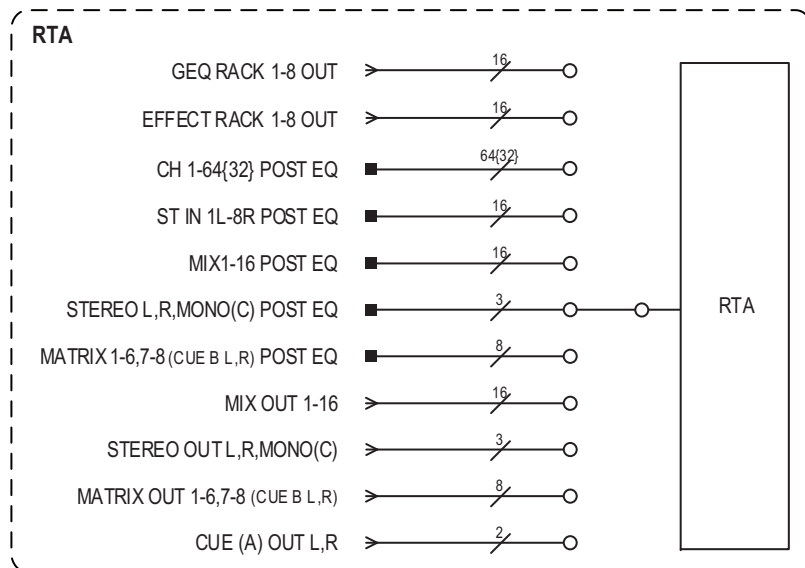 RTA
GEQ RACK 1-8 OUT 16
EFFECT RACK 1-8 OUT 16
CH 1-64{32} POST EQ 64{32}
ST IN 1L-8R POST EQ 16
MIX1-16 POST EQ 16
STEREO L,R,MONO(C) POST EQ 3 RTA
MATRIX 1-6,7-8 (CUE B L,R) POST EQ 8
MIX OUT 1-16 16
STEREO OUT L,R,MONO(C) 3
MATRIX OUT 1-6,7-8 (CUE B L,R) 8
CUE (A) OUT L,R 2